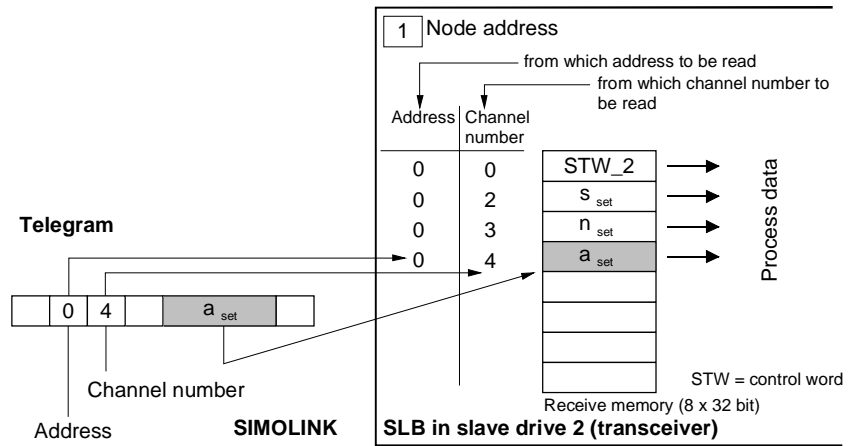 1 Node address
from which address to be read
from which channel number to
be read
Address Channel
number
0 0 STW_2
0 2 s set
0 3 n set
0 4 a set
Process data
Telegram
0 4 a set
Channel number
Address
SIMOLINK
STW = control word
Receive memory (8 x 32 bit)
SLB in slave drive 2 (transceiver)